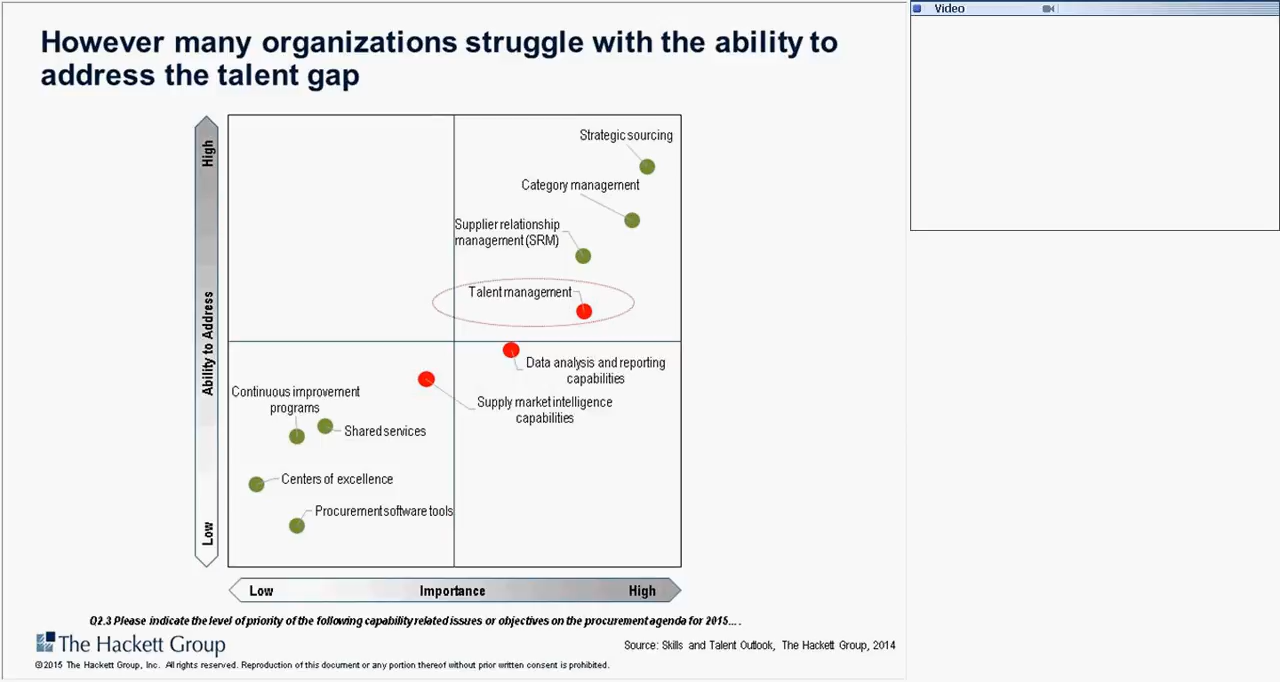 Video
However many organizations struggle with the ability to
address the talent gap
High
Ability to Address
Low
Strategic sourcing
Category management
Supplier relationship
management (SRM)
Talent management
Data analysis and reporting
capabilities
Supply market intelligence
capabilities
Continuous improvement
programs
Shared services
Centers of excellence
Procurement software tools
Low Importance High
Q2.3 Please indicate the level of priority of the following capability related issues or objectives on the procurement agenda for 2015....
The Hackett Group
Source: Skills and Talent Outlook, The Hackett Group, 2014
©2015 The Hackett Group, Inc. All rights reserved. Reproduction of this document or any portion thereof without prior written consent is prohibited.